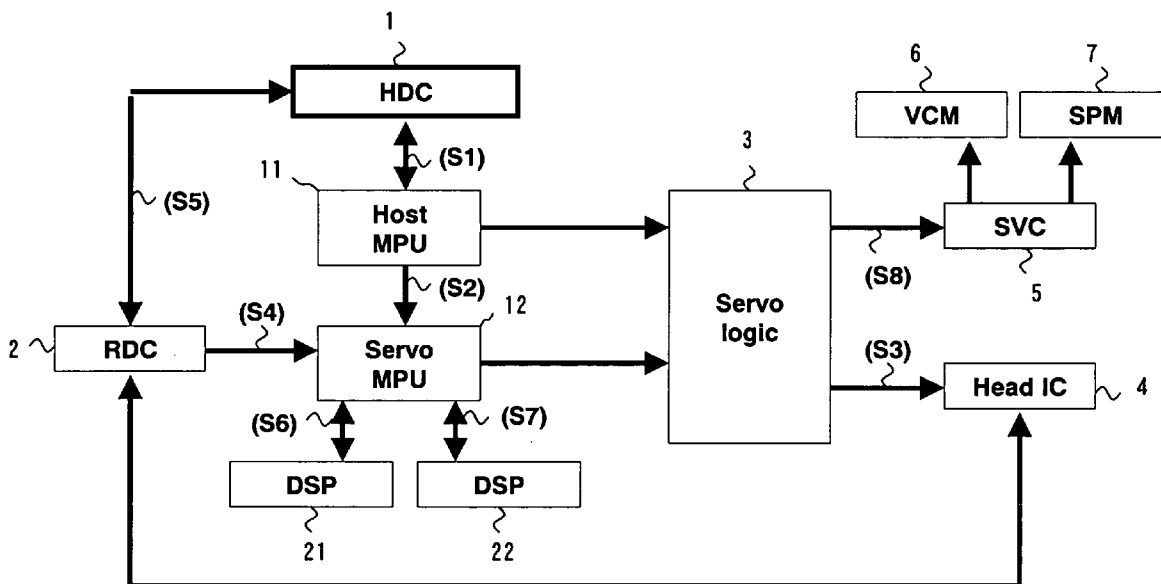 1
HDC
(S1)
11
Host
MPU
(S2)
12
(S5)
2
RDC
(S4)
Servo
MPU
(S6)
(S7)
DSP
21
DSP
22
3
Servo
logic
6
VCM
7
SPM
(S8)
SVC
5
(S3)
Head IC
4